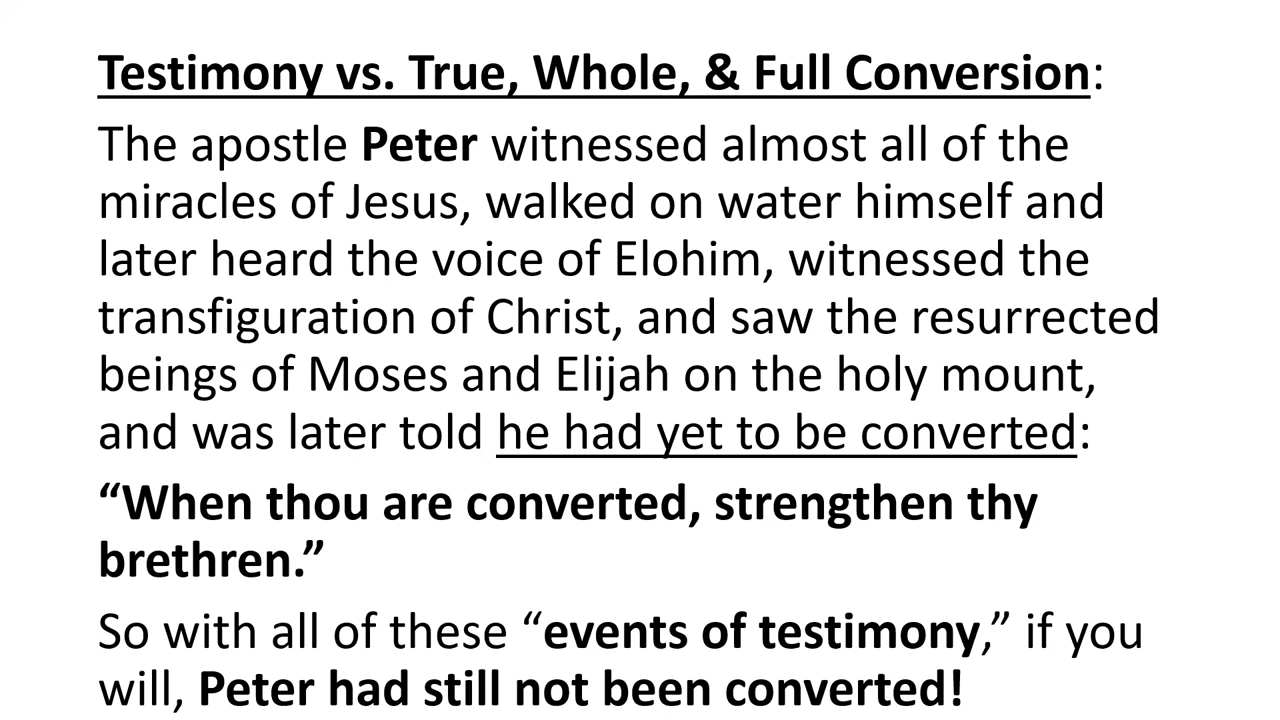 Testimony vs. True, Whole, & Full Conversion:
The apostle Peter witnessed almost all of the
miracles of Jesus, walked on water himself and
later heard the voice of Elohim, witnessed the
transfiguration of Christ, and saw the resurrected
beings of Moses and Elijah on the holy mount,
and was later told he had yet to be converted:
“When thou are converted, strengthen thy
brethren.”
So with all of these “events of testimony,” if you
will, Peter had still not been converted!